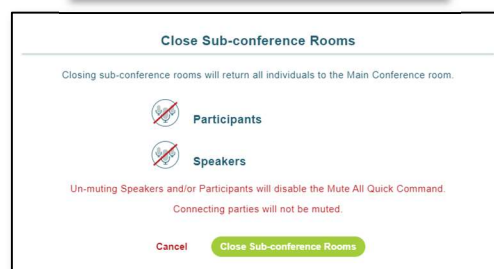 Close Sub-conference Rooms
Closing sub-conference rooms will return all individuals to the Main Conference room.
Participants
Speakers
Un-muting Speakers and/or Participants will disable the Mute All Quick Command.
Connecting parties will not be muted.
Cancel Close Sub-conference Rooms